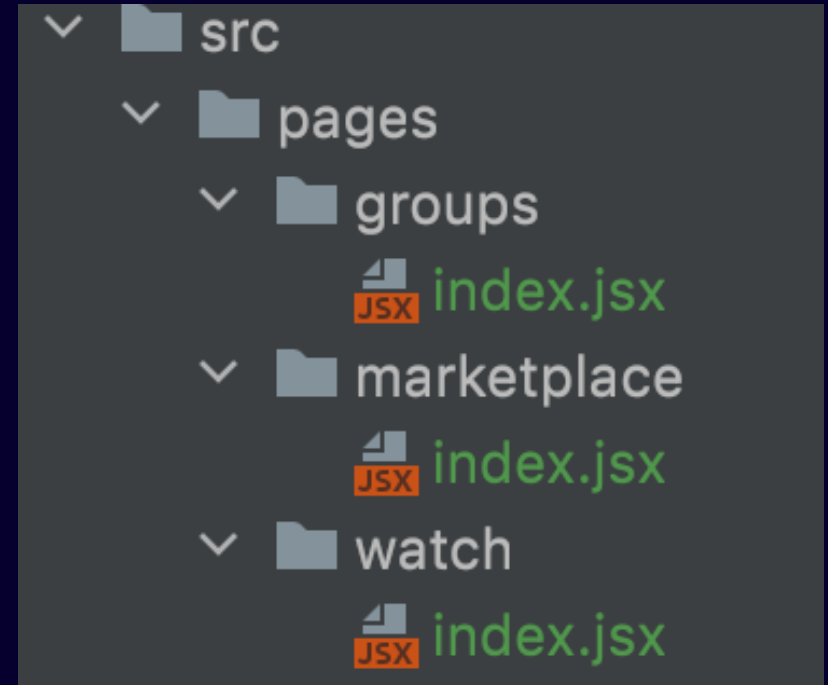 src
pages
groups
JSX index.jsx
marketplace
JSX index.jsx
watch
JSX index.jsx